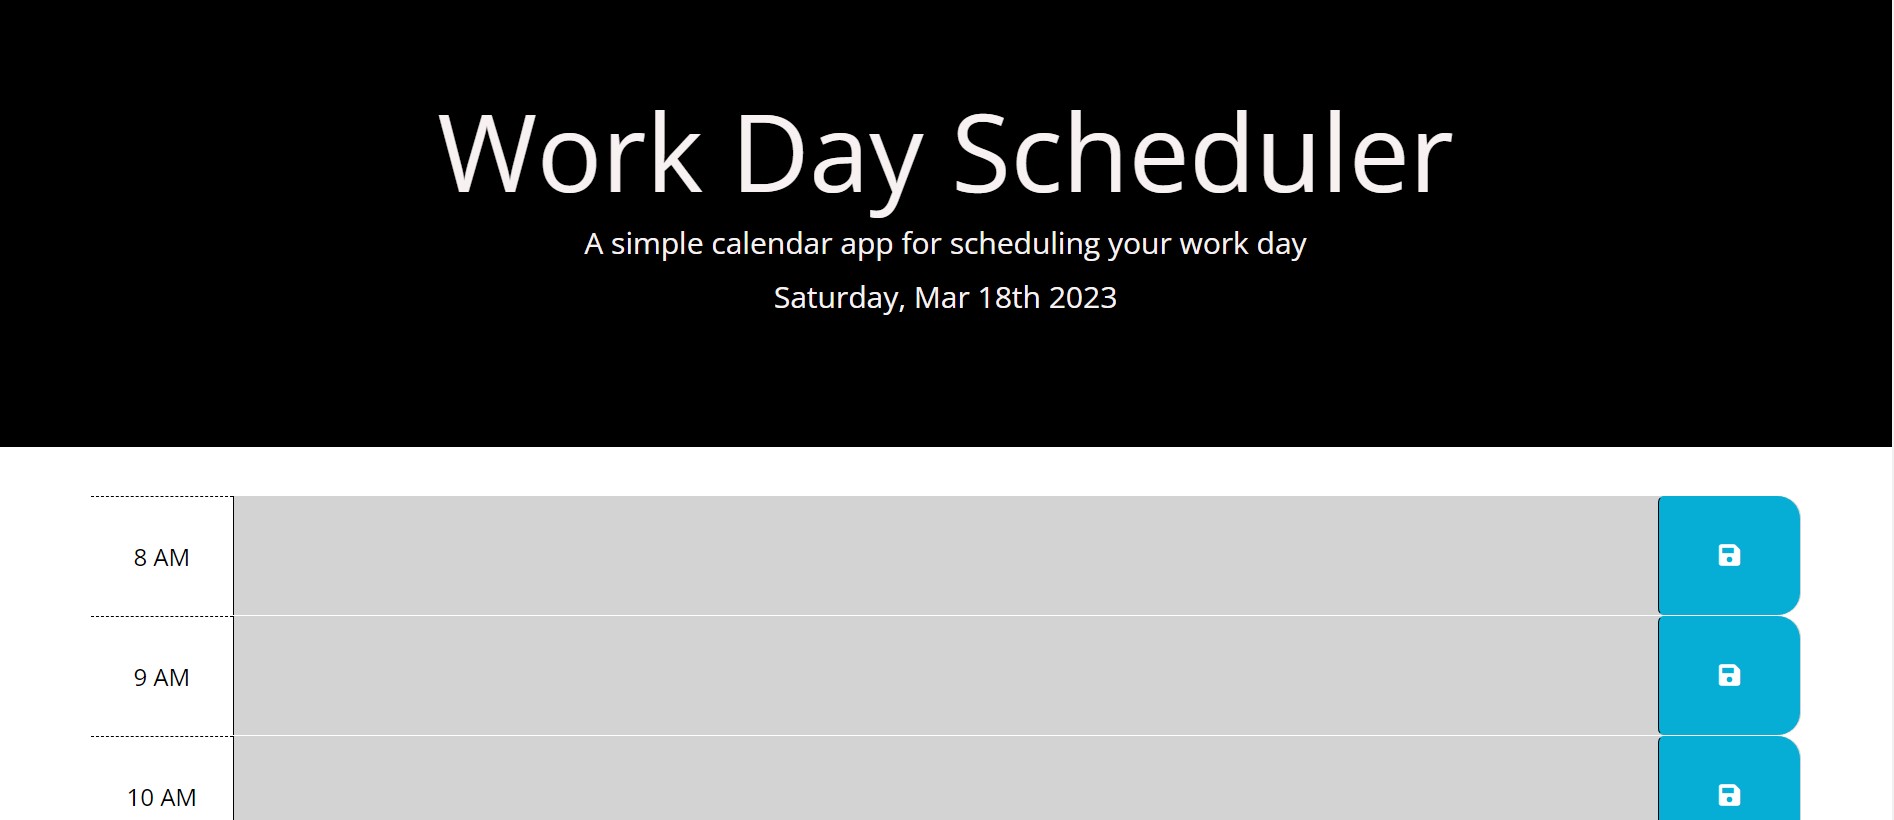 Work Day Scheduler
A simple calendar app for scheduling your work day
Saturday, Mar 18th 2023
8 AM
9 AM
10 AM